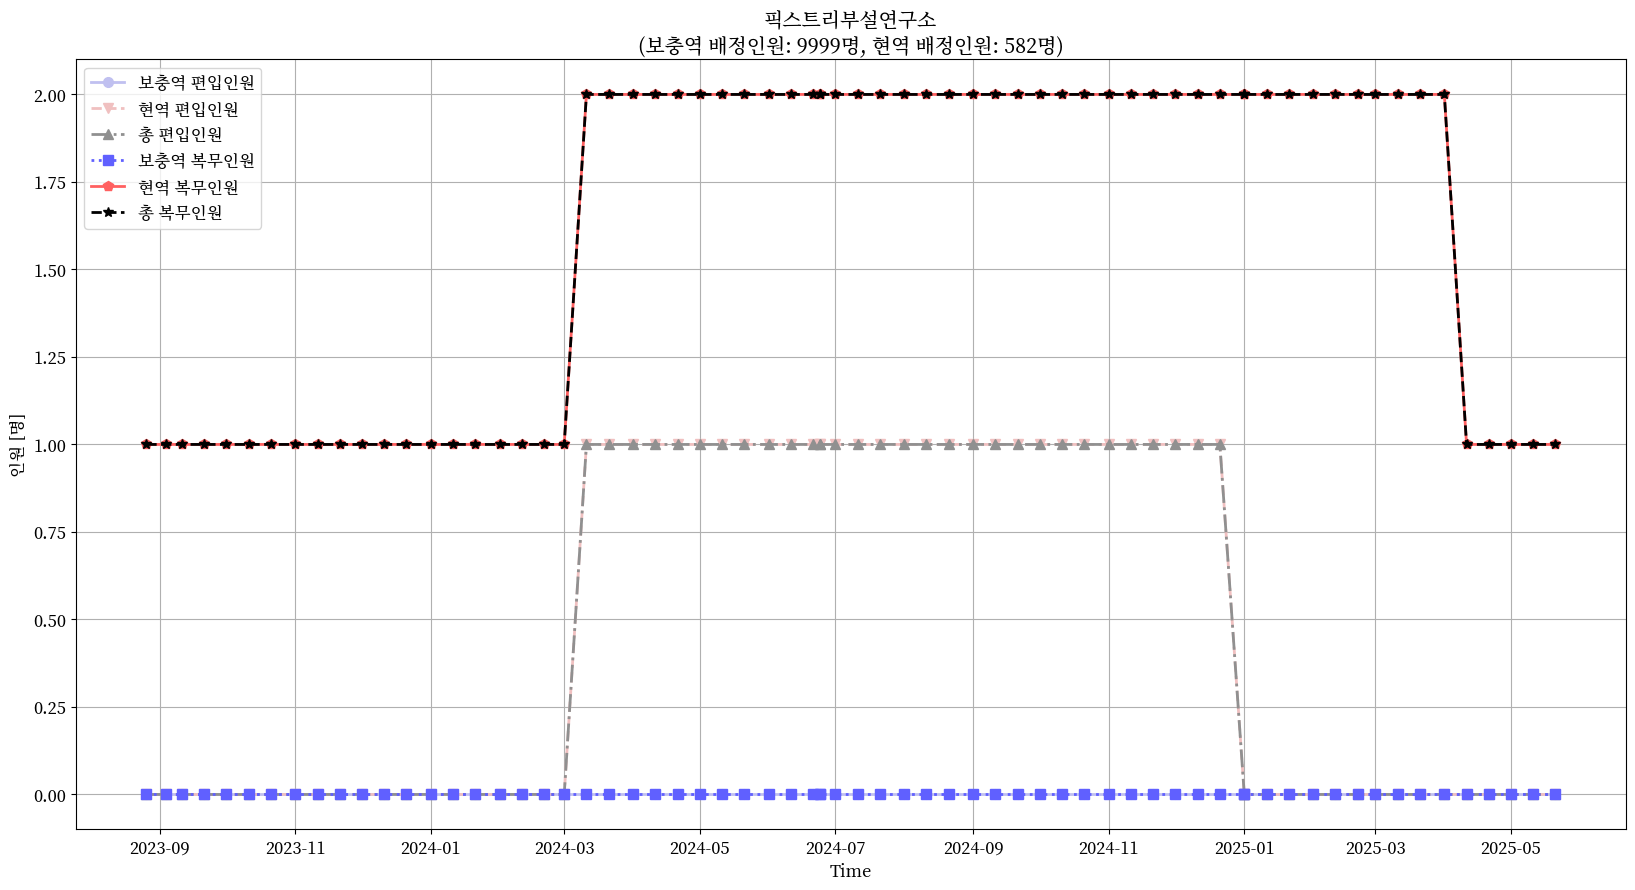 픽스트리부설연구소
(보충역 배정인원: 9999명, 현역 배정인원: 582명)
보충역 편입인원
현역 편입인원
총 편입인원
보충역 복무인원
현역 복무인원
총 복무인원
인원 [명]
2.00
1.75
1.50
1.25
1.00
0.75
0.50
0.25
0.00
2023-09 2023-11 2024-01 2024-03 2024-05 2024-07 2024-09 2024-11 2025-01 2025-03 2025-05
Time